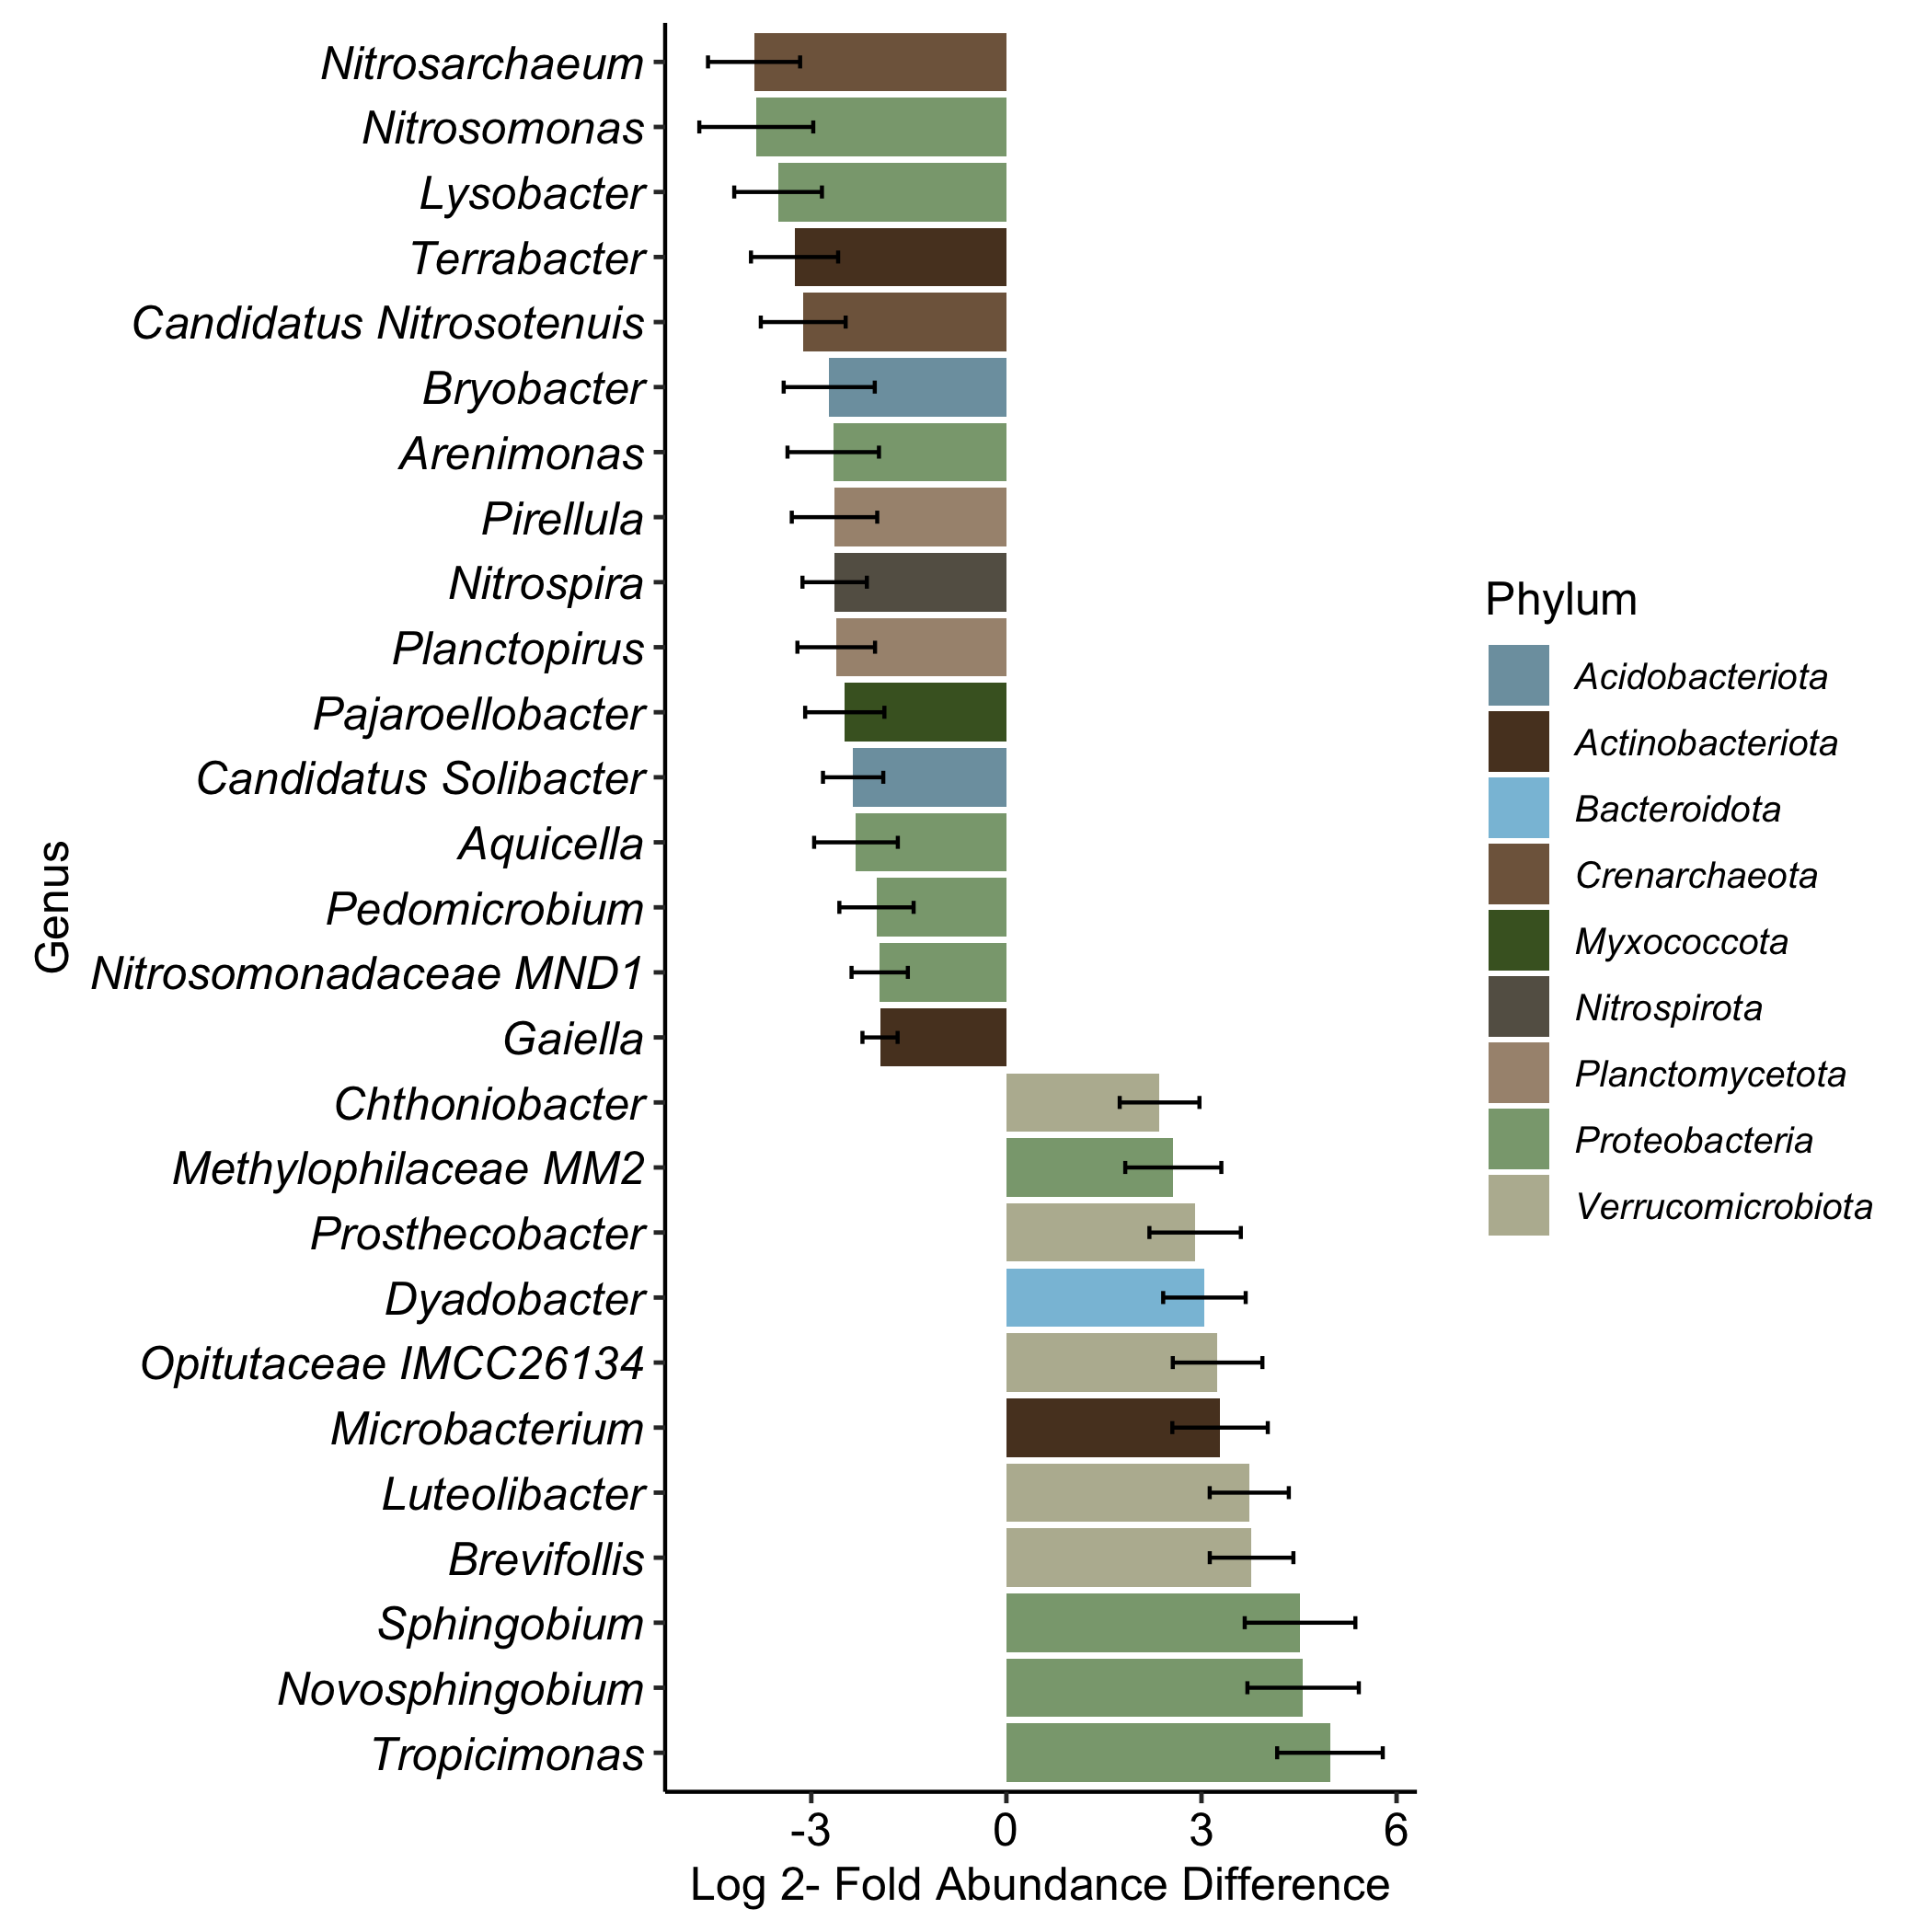 Nitrosarchaeum
Nitrosomonas
Lysobacter
Terrabacter
Candidatus Nitrosotenuis
Bryobacter
Arenimonas
Pirellula
Nitrospira
Planctopirus
Pajaroellobacter
Candidatus Solibacter
Aquicella
Pedomicrobium
Nitrosomonadaceae MND1
Gaiella
Chthoniobacter
Methylophilaceae MM2
Prosthecobacter
Dyadobacter
Opitutaceae IMCC26134
Microbacterium
Luteolibacter
Brevifollis
Sphingobium
Novosphingobium
Tropicimonas
Genus
-3 0 3 6
Log 2- Fold Abundance Difference
Phylum
Acidobacteriota
Actinobacteriota
Bacteroidota
Crenarchaeota
Myxococcota
Nitrospirota
Planctomycetota
Proteobacteria
Verrucomicrobiota